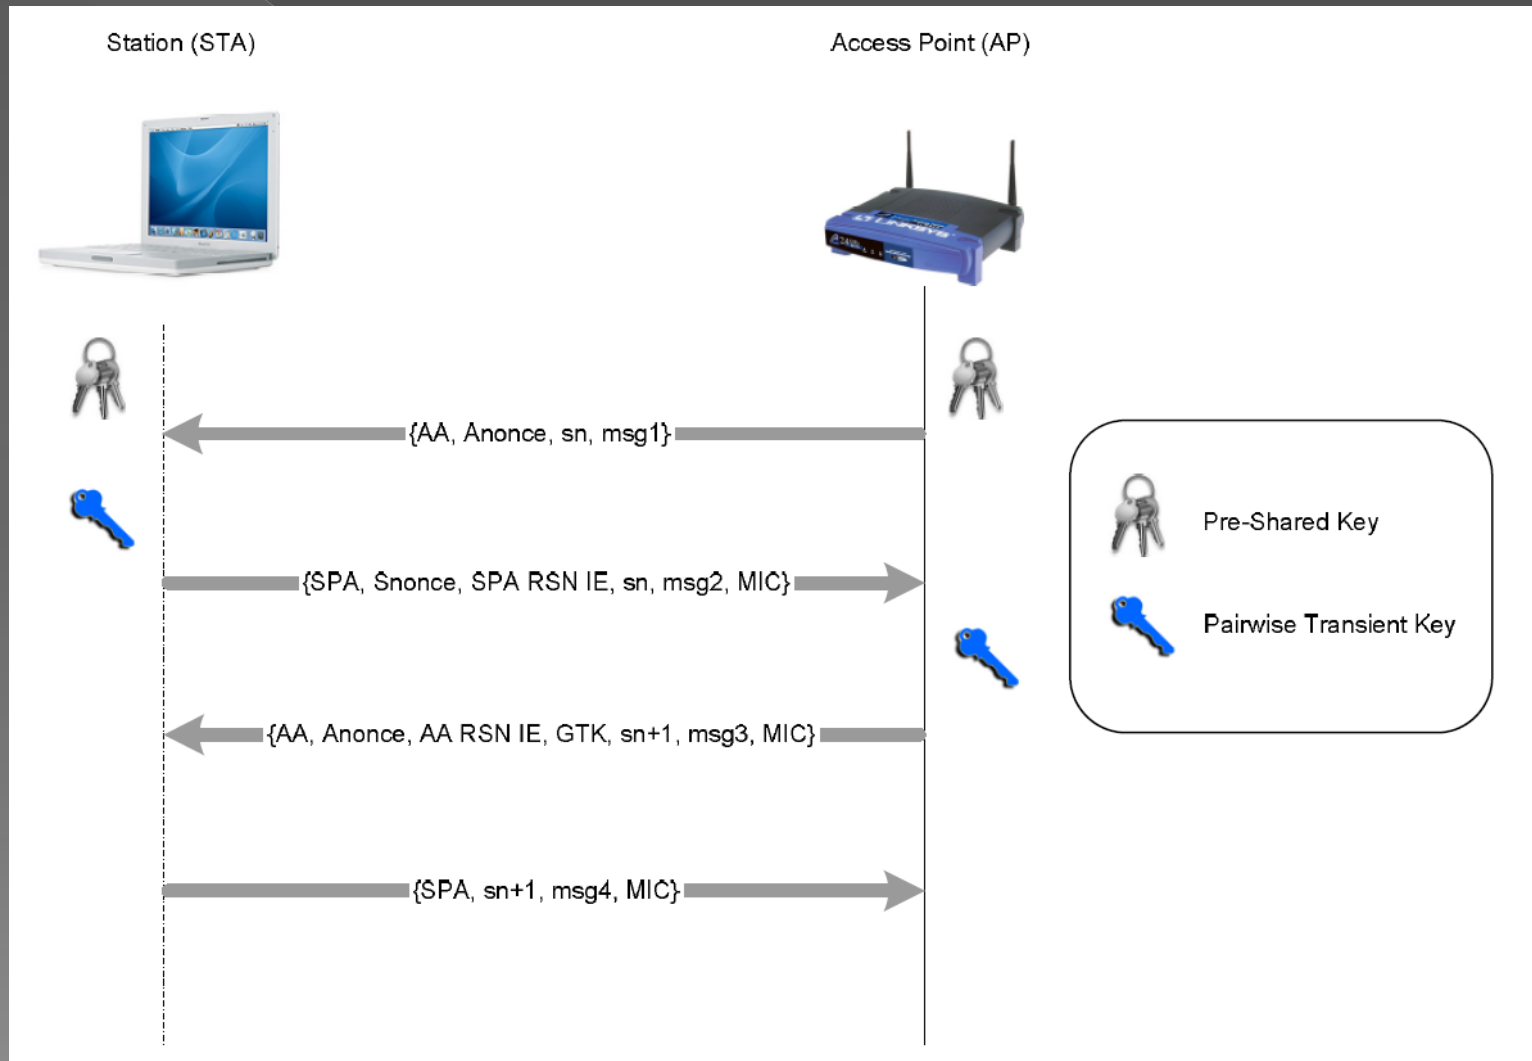 Station (STA)
Access Point (AP)
LINKSYS
{AA, Anonce, sn, msg1}
{SPA, Snonce, SPA RSN IE, sn, msg2, MIC}
{AA, Anonce, AA RSN IE, GTK, sn+1, msg3, MIC}
{SPA, sn+1, msg4, MIC}
Pre-Shared Key
Pairwise Transient Key